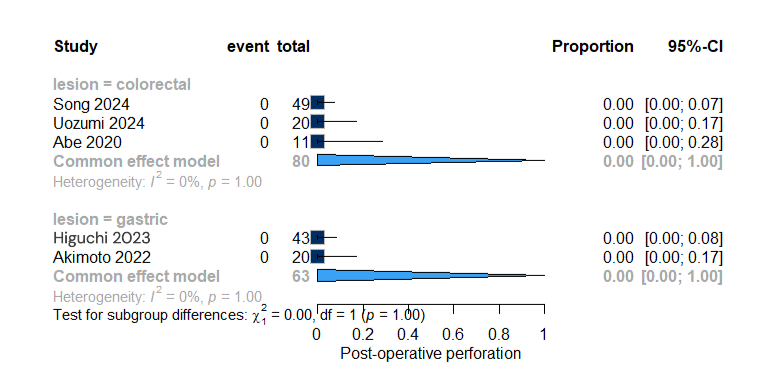 Study event total Proportion 95%-CI
lesion = colorectal
Song 2024 0 49 0.00 [0.00; 0.07]
Uozumi 2024 0 20 0.00 [0.00; 0.17]
Abe 2020 0 11 0.00 [0.00; 0.28]
Common effect model 80 0.00 [0.00; 1.00]
Heterogeneity: I² = 0%, p = 1.00
lesion = gastric
Higuchi 2023 0 43 0.00 [0.00; 0.08]
Akimoto 2022 0 20 0.00 [0.00; 0.17]
Common effect model 63 0.00 [0.00; 1.00]
Heterogeneity: I² = 0%, p = 1.00
Test for subgroup differences: χ²₁ = 0.00, df = 1 (p = 1.00)
0 0.2 0.4 0.6 0.8 1
Post-operative perforation